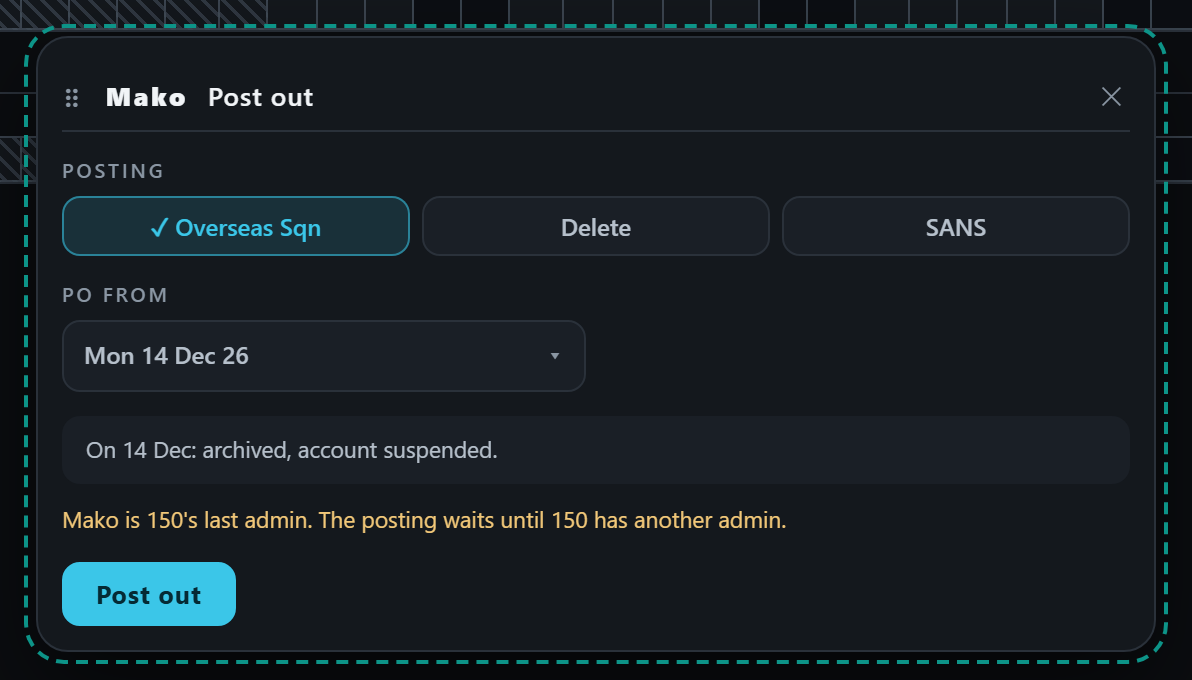 Mako Post out
POSTING
✓ Overseas Sqn
Delete
SANS
PO FROM
Mon 14 Dec 26
On 14 Dec: archived, account suspended.
Mako is 150's last admin. The posting waits until 150 has another admin.
Post out